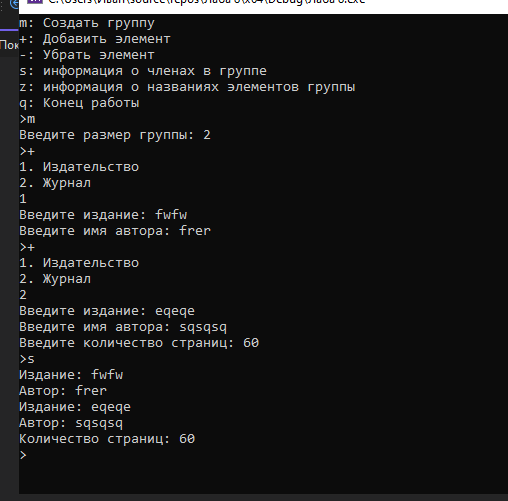 Пок
m: Создать группу
+: Добавить элемент
-: Убрать элемент
s: информация о членах в группе
z: информация о названиях элементов группы
q: Конец работы
>m
Введите размер группы: 2
>+
1. Издательство
2. Журнал
1
Введите издание: fwfw
Введите имя автора: frer
>+
1. Издательство
2. Журнал
2
Введите издание: eqeqe
Введите имя автора: sqsqsq
Введите количество страниц: 60
>s
Издание: fwfw
Автор: frer
Издание: eqeqe
Автор: sqsqsq
Количество страниц: 60
>